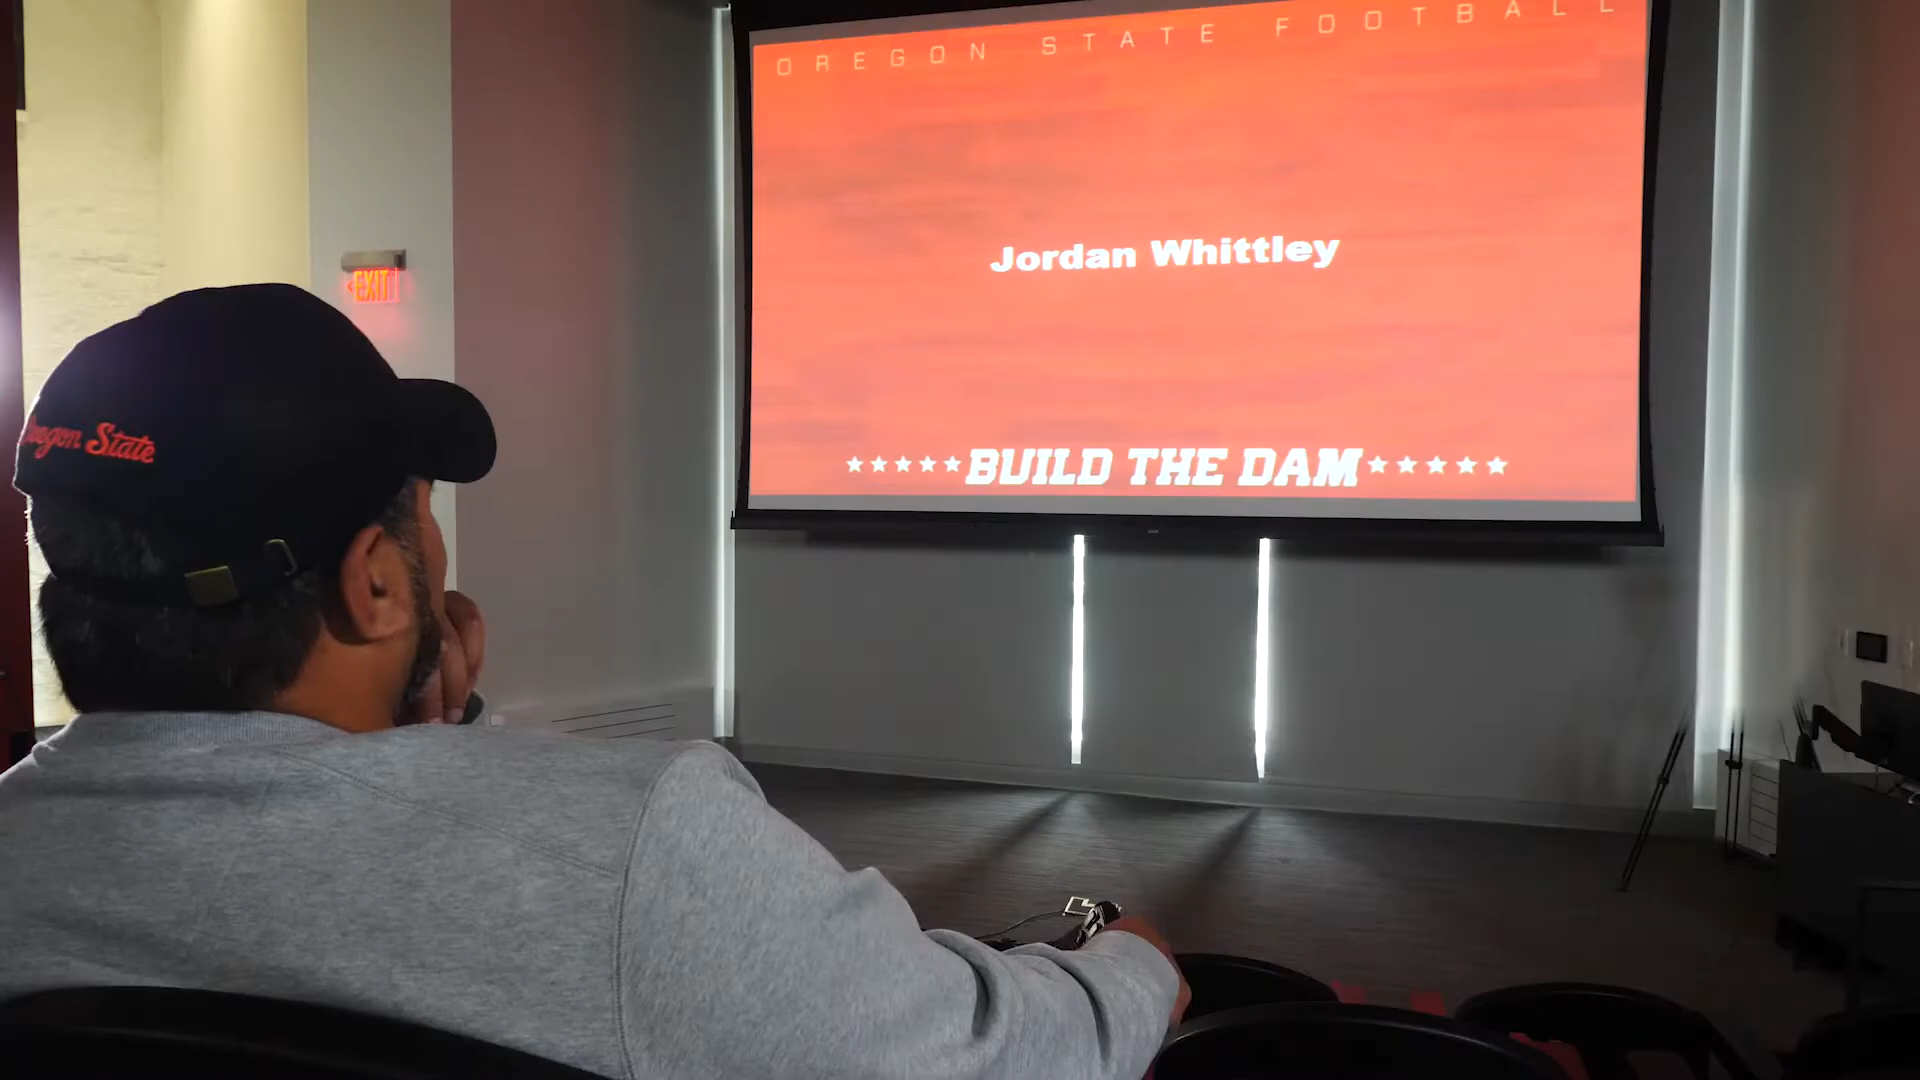 OREGON STATE FOOTBALL
Jordan Whittley
★★★★★BUILD THE DAM★★★★★
EXIT
Oregon State